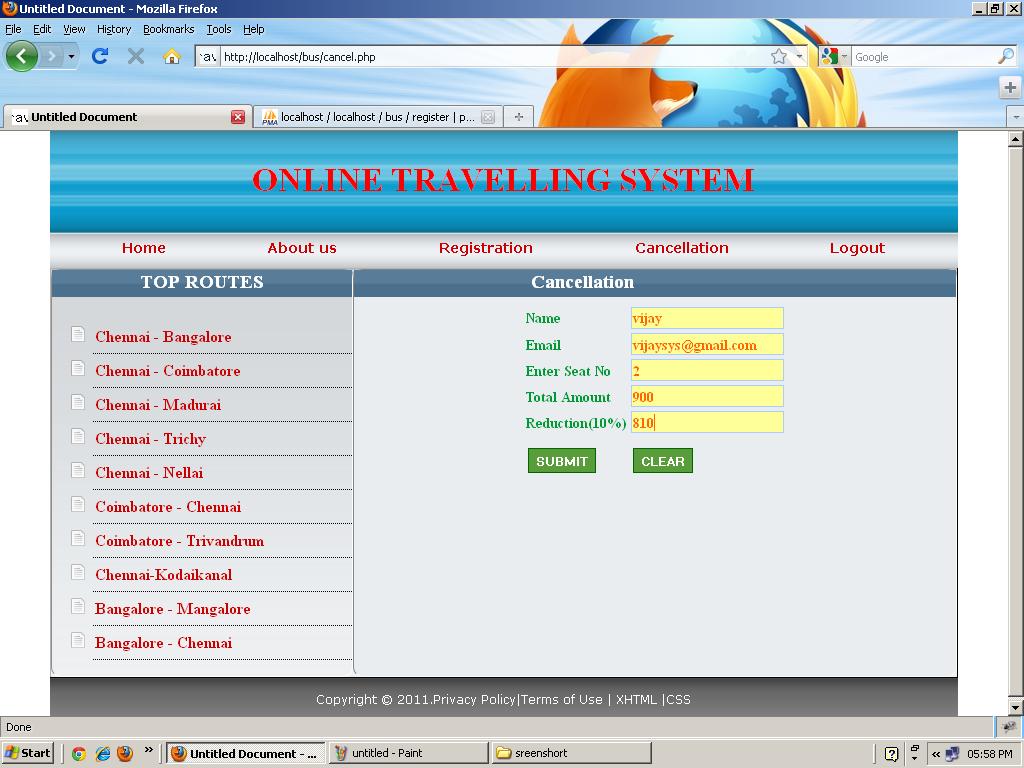 Untitled Document - Mozilla Firefox
File Edit View History Bookmarks Tools Help
http://localhost/bus/cancel.php
Google
Untitled Document
localhost / localhost / bus / register | p...
ONLINE TRAVELLING SYSTEM
Home About us Registration Cancellation Logout
TOP ROUTES
Chennai - Bangalore
Chennai - Coimbatore
Chennai - Madurai
Chennai - Trichy
Chennai - Nellai
Coimbatore - Chennai
Coimbatore - Trivandrum
Chennai-Kodaikanal
Bangalore - Mangalore
Bangalore - Chennai
Cancellation
Name vijay
Email vijaysys@gmail.com
Enter Seat No 2
Total Amount 900
Reduction(10%) 810
SUBMIT CLEAR
Copyright © 2011.Privacy Policy|Terms of Use | XHTML |CSS
Done
Start » Untitled Document - ... untitled - Paint sreenshort « 05:58 PM